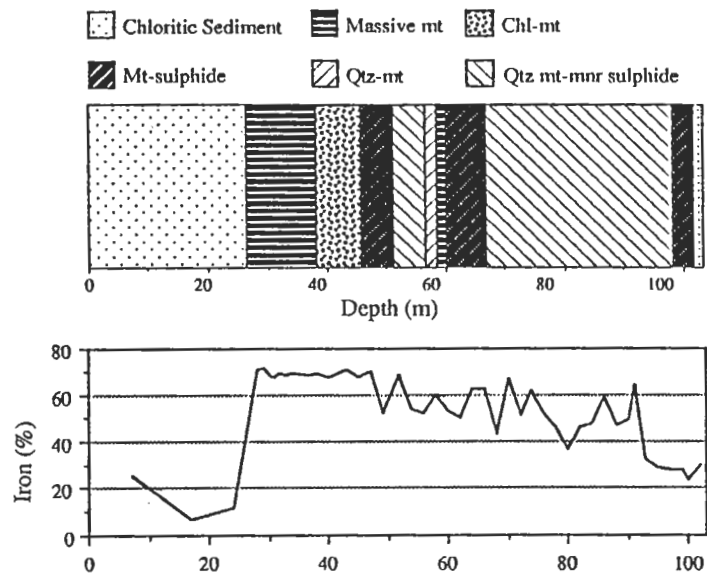 Chloritic Sediment Massive mt Chl-mt
Mt-sulphide Qtz-mt Qtz mt-mnr sulphide
0 20 40 60 80 100
Depth (m)
80
60
40
20
0
Iron (%)
0 20 40 60 80 100